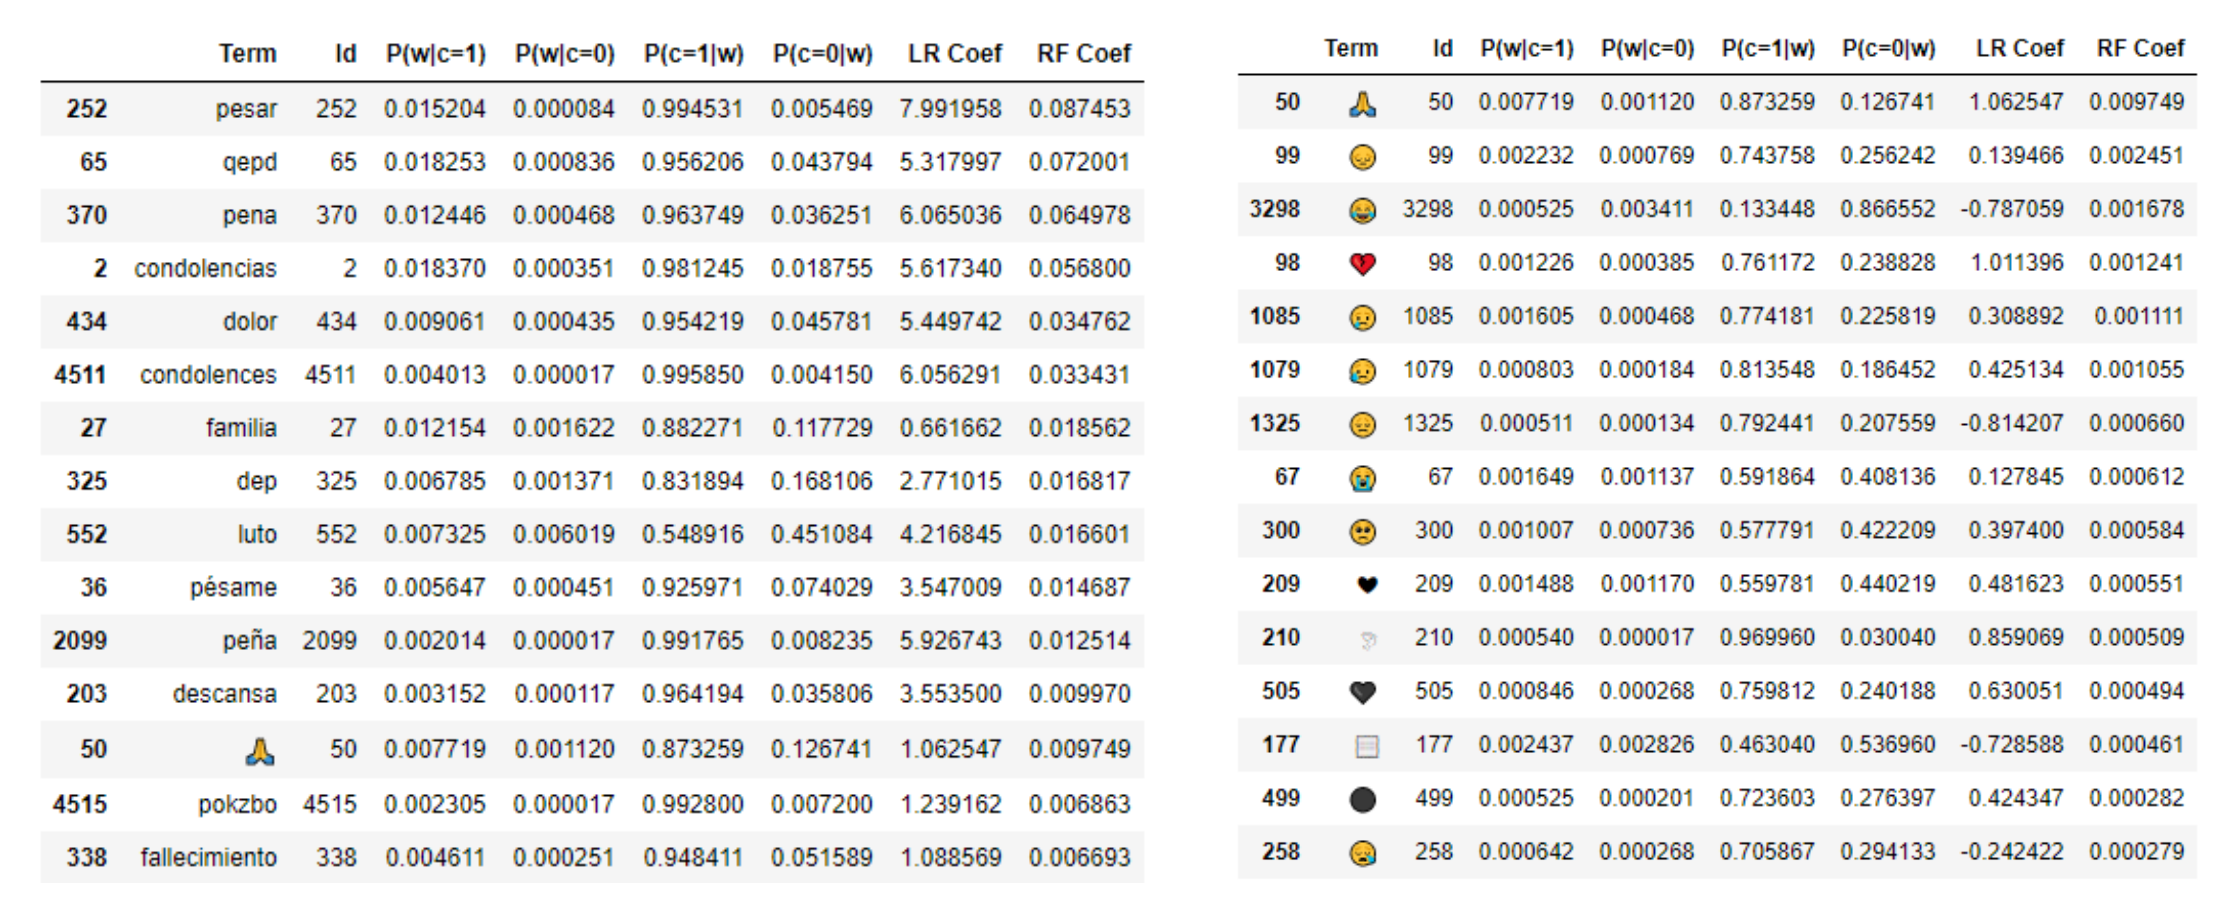 Term Id P(w|c=1) P(w|c=0) P(c=1|w) P(c=0|w) LR Coef RF Coef
252 pesar 252 0.015204 0.000084 0.994531 0.005469 7.991958 0.087453
65 qepd 65 0.018253 0.000836 0.956206 0.043794 5.317997 0.072001
370 pena 370 0.012446 0.000468 0.963749 0.036251 6.065036 0.064978
2 condolencias 2 0.018370 0.000351 0.981245 0.018755 5.617340 0.056800
434 dolor 434 0.009061 0.000435 0.954219 0.045781 5.449742 0.034762
4511 condolences 4511 0.004013 0.000017 0.995850 0.004150 6.056291 0.033431
27 familia 27 0.012154 0.001622 0.882271 0.117729 0.661662 0.018562
325 dep 325 0.006785 0.001371 0.831894 0.168106 2.771015 0.016817
552 luto 552 0.007325 0.006019 0.548916 0.451084 4.216845 0.016601
36 pésame 36 0.005647 0.000451 0.925971 0.074029 3.547009 0.014687
2099 peña 2099 0.002014 0.000017 0.991765 0.008235 5.926743 0.012514
203 descansa 203 0.003152 0.000117 0.964194 0.035806 3.553500 0.009970
50 🙏 50 0.007719 0.001120 0.873259 0.126741 1.062547 0.009749
4515 pokzbo 4515 0.002305 0.000017 0.992800 0.007200 1.239162 0.006863
338 fallecimiento 338 0.004611 0.000251 0.948411 0.051589 1.088569 0.006693
Term Id P(w|c=1) P(w|c=0) P(c=1|w) P(c=0|w) LR Coef RF Coef
50 🙏 50 0.007719 0.001120 0.873259 0.126741 1.062547 0.009749
99 😞 99 0.002232 0.000769 0.743758 0.256242 0.139466 0.002451
3298 😂 3298 0.000525 0.003411 0.133448 0.866552 -0.787059 0.001678
98 💔 98 0.001226 0.000385 0.761172 0.238828 1.011396 0.001241
1085 😢 1085 0.001605 0.000468 0.774181 0.225819 0.308892 0.001111
1079 😥 1079 0.000803 0.000184 0.813548 0.186452 0.425134 0.001055
1325 😔 1325 0.000511 0.000134 0.792441 0.207559 -0.814207 0.000660
67 😭 67 0.001649 0.001137 0.591864 0.408136 0.127845 0.000612
300 🥺 300 0.001007 0.000736 0.577791 0.422209 0.397400 0.000584
209 ♥ 209 0.001488 0.001170 0.559781 0.440219 0.481623 0.000551
210 210 0.000540 0.000017 0.969960 0.030040 0.859069 0.000509
505 🖤 505 0.000846 0.000268 0.759812 0.240188 0.630051 0.000494
177 177 0.002437 0.002826 0.463040 0.536960 -0.728588 0.000461
499 ⚫ 499 0.000525 0.000201 0.723603 0.276397 0.424347 0.000282
258 😪 258 0.000642 0.000268 0.705867 0.294133 -0.242422 0.000279